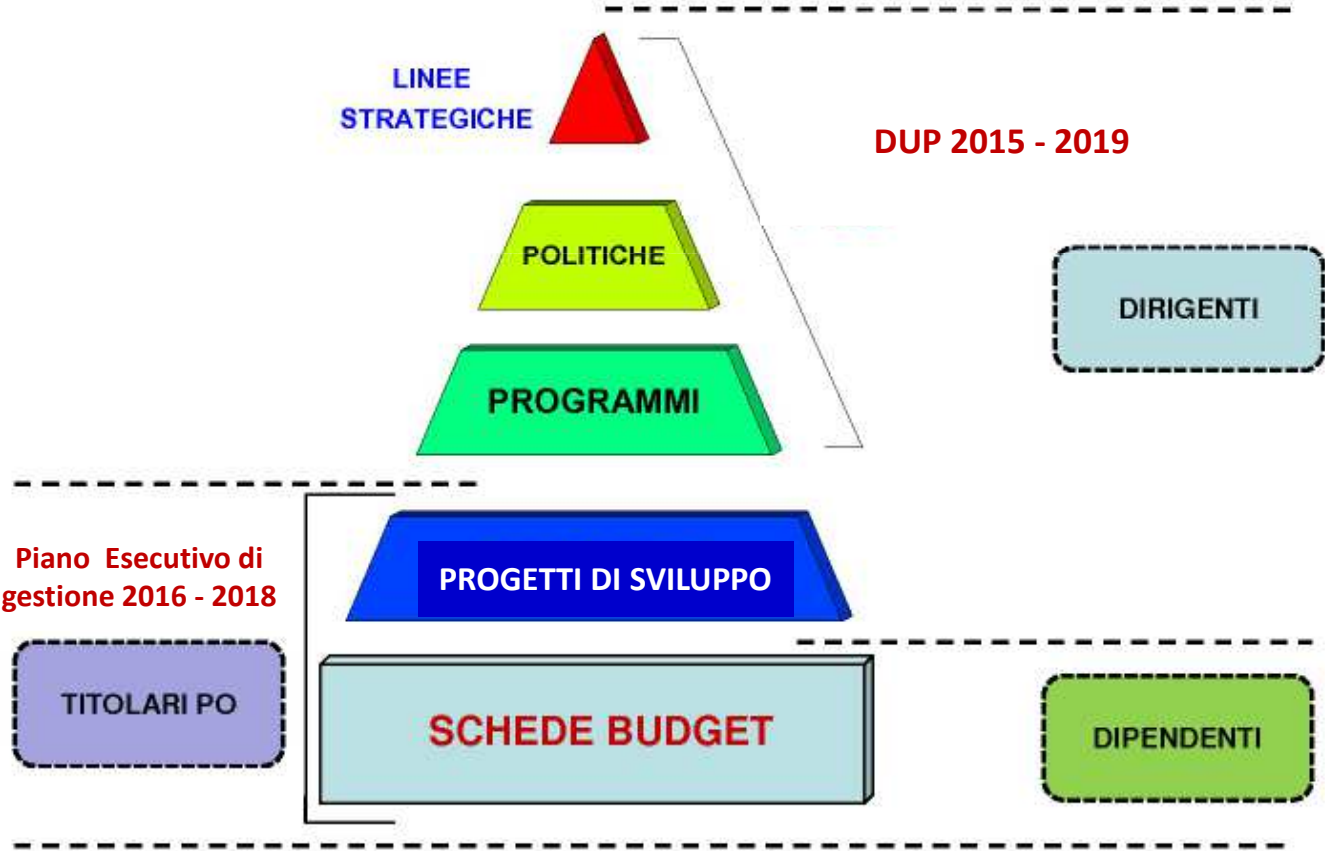 LINEE
STRATEGICHE
DUP 2015 - 2019
POLITICHE
DIRIGENTI
PROGRAMMI
Piano Esecutivo di
gestione 2016 - 2018
PROGETTI DI SVILUPPO
TITOLARI PO
SCHEDE BUDGET
DIPENDENTI